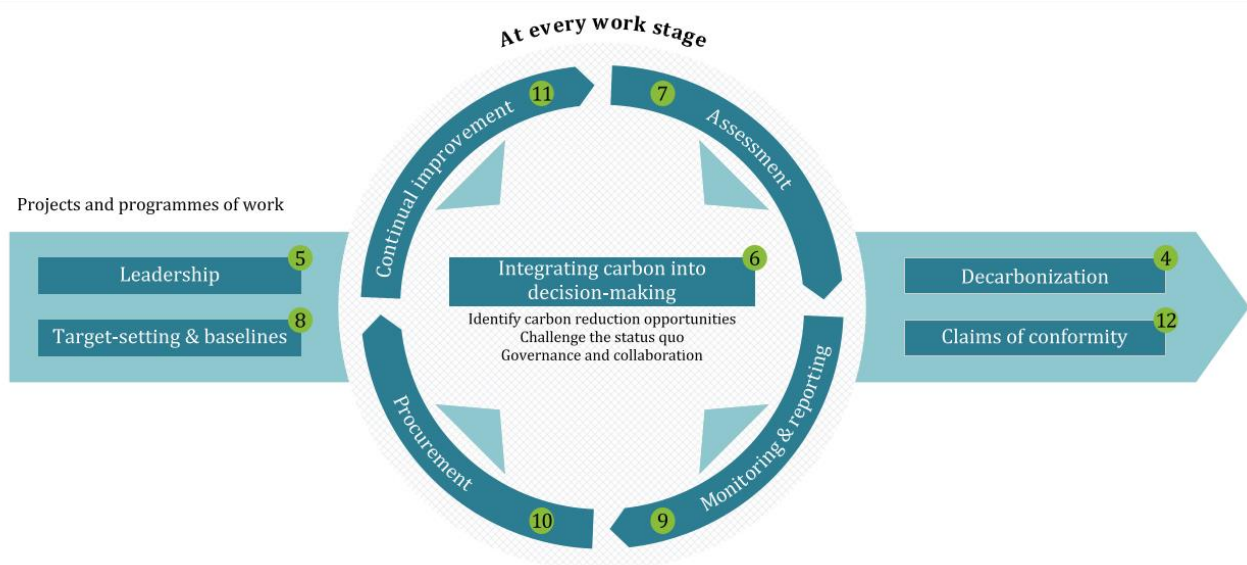 At every work stage
11
Continual improvement
7
Assessment
Projects and programmes of work
5
Leadership
8
Target-setting & baselines
6
Integrating carbon into
decision-making
Identify carbon reduction opportunities
Challenge the status quo
Governance and collaboration
4
Decarbonization
12
Claims of conformity
Procurement
10
Monitoring & reporting
9